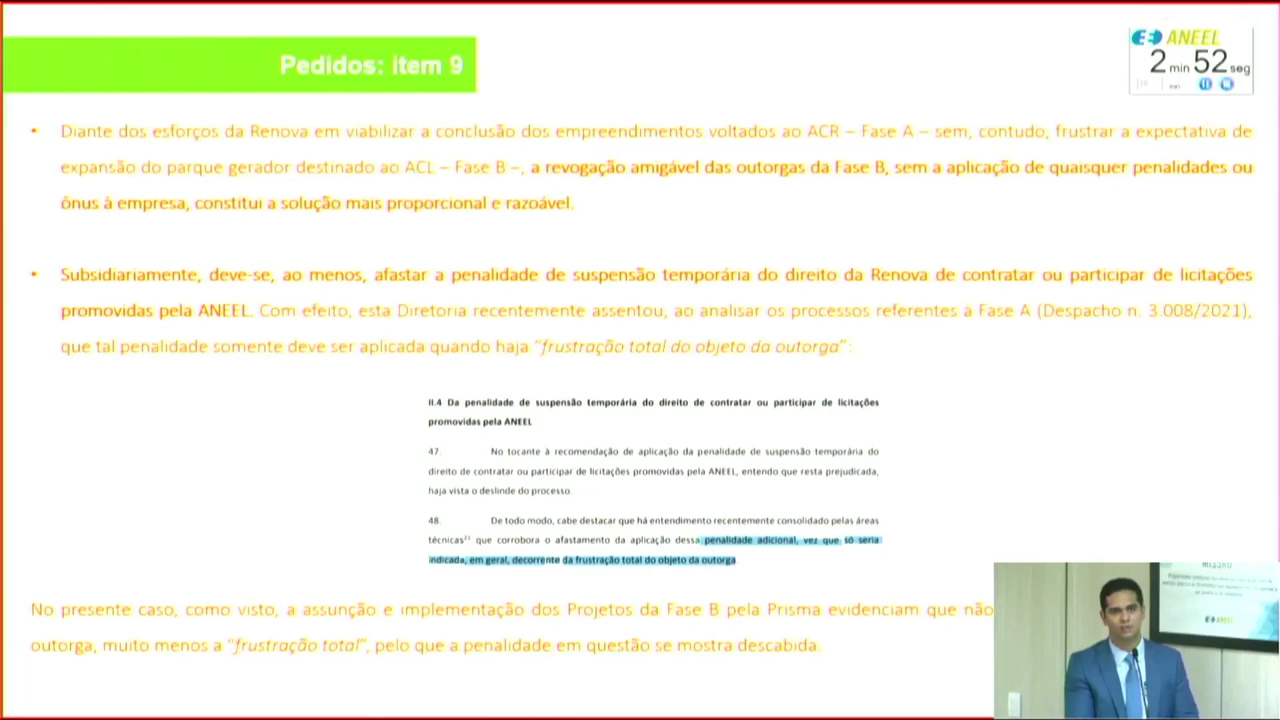 Pedidos: item 9
ANEEL
2 min 52 seg
• Diante dos esforços da Renova em viabilizar a conclusão dos empreendimentos voltados ao ACR – Fase A – sem, contudo, frustrar a expectativa de
expansão do parque gerador destinado ao ACL – Fase B –, a revogação amigável das outorgas da Fase B, sem a aplicação de quaisquer penalidades ou
ônus à empresa, constitui a solução mais proporcional e razoável.
• Subsidiariamente, deve-se, ao menos, afastar a penalidade de suspensão temporária do direito da Renova de contratar ou participar de licitações
promovidas pela ANEEL. Com efeito, esta Diretoria recentemente assentou, ao analisar os processos referentes à Fase A (Despacho n. 3.008/2021),
que tal penalidade somente deve ser aplicada quando haja “frustração total do objeto da outorga”:
II.4 Da penalidade de suspensão temporária do direito de contratar ou participar de licitações
promovidas pela ANEEL
47. No tocante à recomendação de aplicação da penalidade de suspensão temporária do
direito de contratar ou participar de licitações promovidas pela ANEEL, entendo que resta prejudicada,
haja vista o deslinde do processo.
48. De todo modo, cabe destacar que há entendimento recentemente consolidado pelas áreas
técnicas²¹ que corrobora o afastamento da aplicação dessa penalidade adicional, vez que só seria
indicada, em geral, decorrente da frustração total do objeto da outorga.
No presente caso, como visto, a assunção e implementação dos Projetos da Fase B pela Prisma evidenciam que não
outorga, muito menos a “frustração total”, pelo que a penalidade em questão se mostra descabida.
ANEEL